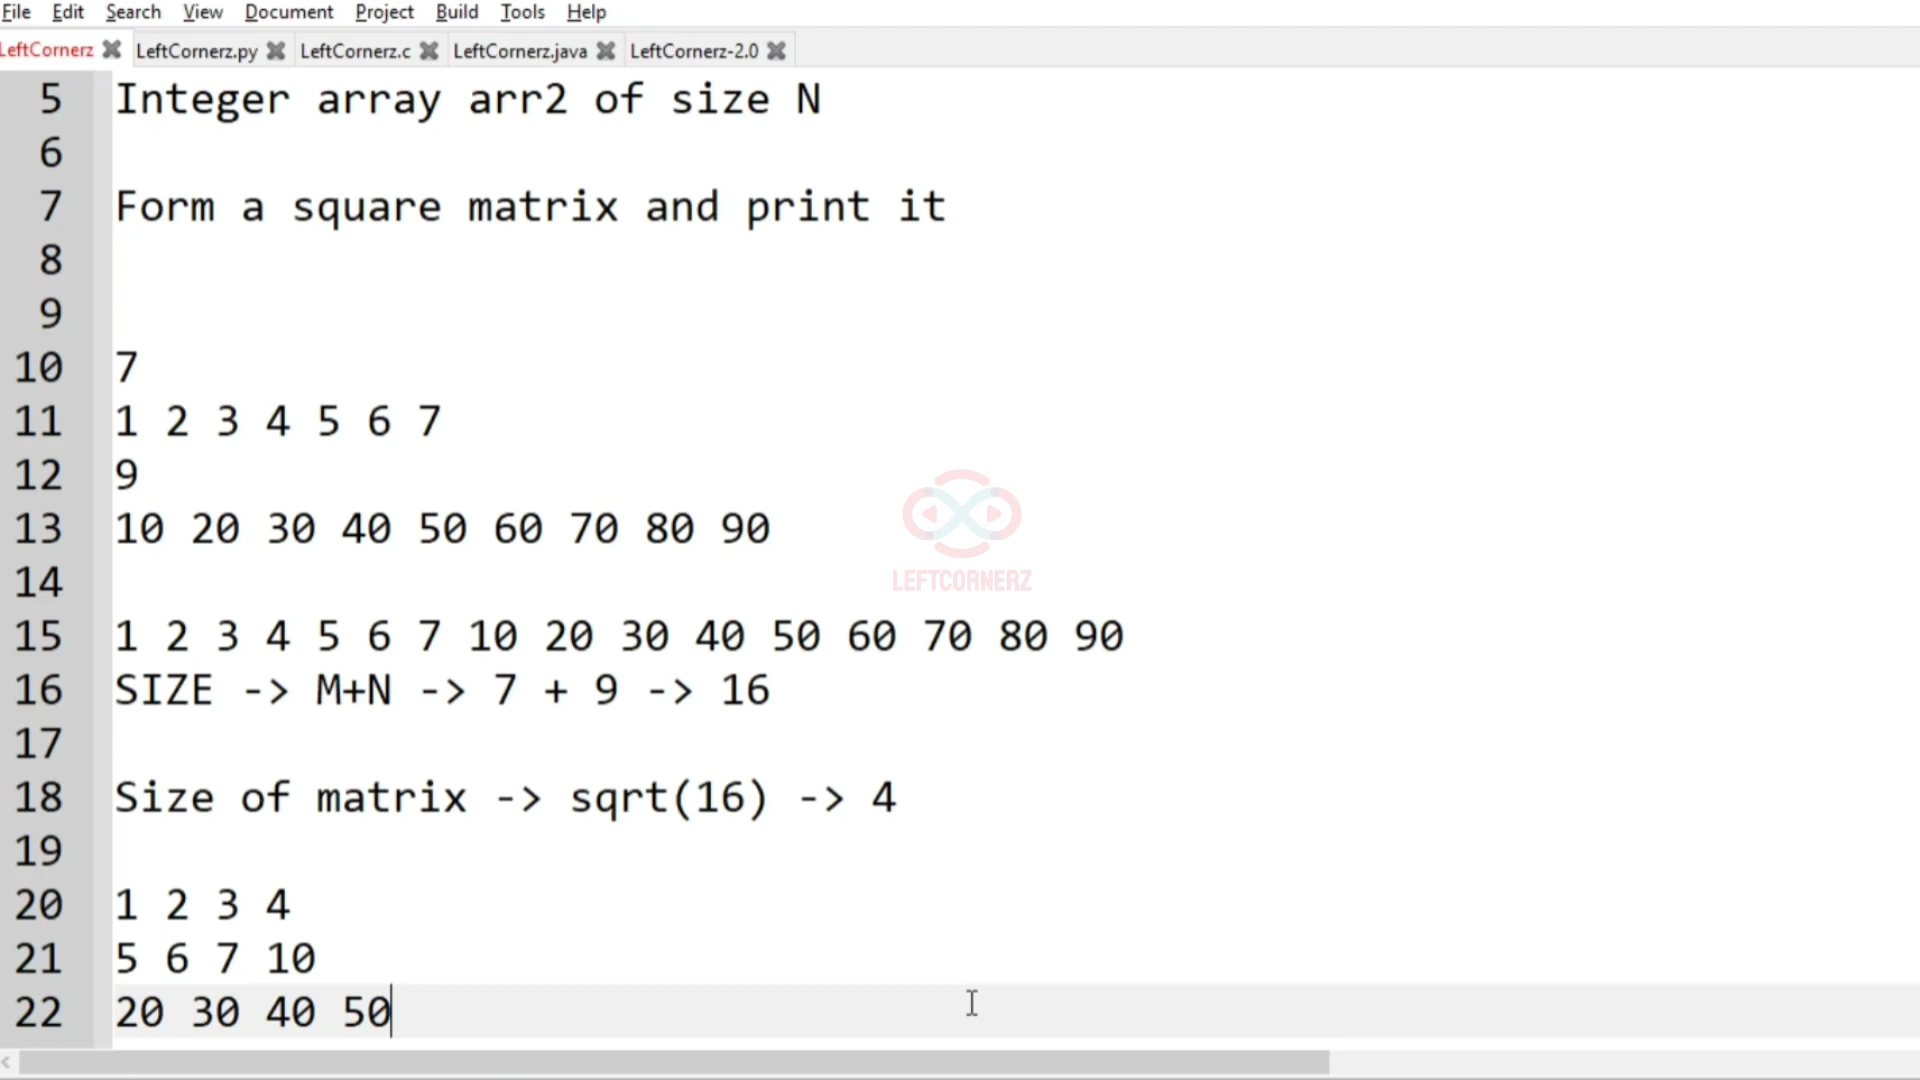 File Edit Search View Document Project Build Tools Help
LeftCornerz LeftCornerz.py LeftCornerz.c LeftCornerz.java LeftCornerz-2.0
5 Integer array arr2 of size N
6
7 Form a square matrix and print it
8
9
10 7
11 1 2 3 4 5 6 7
12 9
13 10 20 30 40 50 60 70 80 90
14
15 1 2 3 4 5 6 7 10 20 30 40 50 60 70 80 90
16 SIZE -> M+N -> 7 + 9 -> 16
17
18 Size of matrix -> sqrt(16) -> 4
19
20 1 2 3 4
21 5 6 7 10
22 20 30 40 50
LEFTCORNERZ